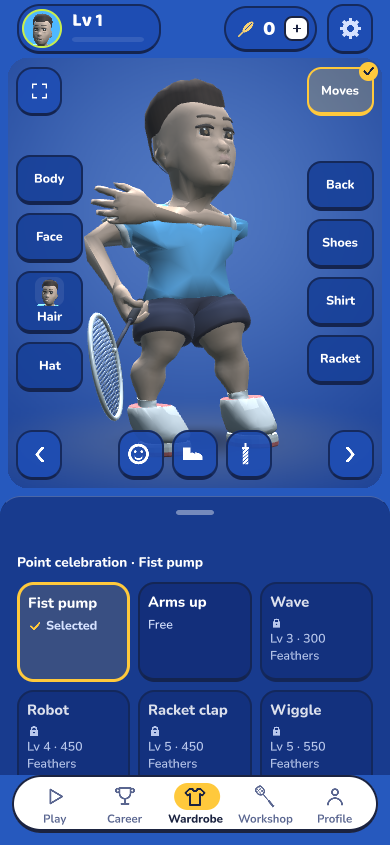 Lv 1
0
+
Moves
Body
Back
Face
Shoes
Hair
Shirt
Hat
Racket
Point celebration · Fist pump
Fist pump
Selected
Arms up
Free
Wave
Lv 3 · 300
Feathers
Robot
Lv 4 · 450
Feathers
Racket clap
Lv 5 · 450
Feathers
Wiggle
Lv 5 · 550
Feathers
Play
Career
Wardrobe
Workshop
Profile